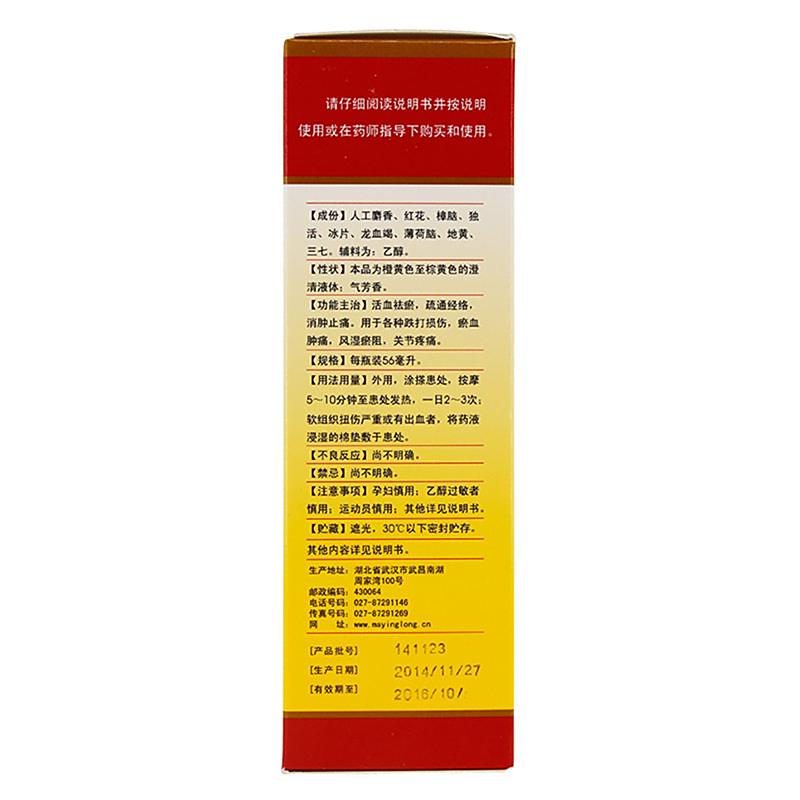 请仔细阅读说明书并按说明
使用或在药师指导下购买和使用。
【成份】人工麝香、红花、樟脑、独
活、冰片、龙血竭、薄荷脑、地黄、
三七。辅料为：乙醇。
【性状】本品为橙黄色至棕黄色的澄
清液体；气芳香。
【功能主治】活血祛瘀，疏通经络，
消肿止痛。用于各种跌打损伤，瘀血
肿痛，风湿瘀阻，关节疼痛。
【规格】每瓶装56毫升。
【用法用量】外用，涂搽患处，按摩
5～10分钟至患处发热，一日2～3次；
软组织扭伤严重或有出血者，将药液
浸湿的棉垫敷于患处。
【不良反应】尚不明确。
【禁忌】尚不明确。
【注意事项】孕妇慎用；乙醇过敏者
慎用；运动员慎用；其他详见说明书。
【贮藏】遮光，30℃以下密封贮存。
其他内容详见说明书。
生产地址：湖北省武汉市武昌南湖
周家湾100号
邮政编码：430064
电话号码：027-87291146
传真号码：027-87291269
网　　址：www.mayinglong.cn
[产品批号] 141123
[生产日期] 2014/11/27
[有效期至] 2016/10/